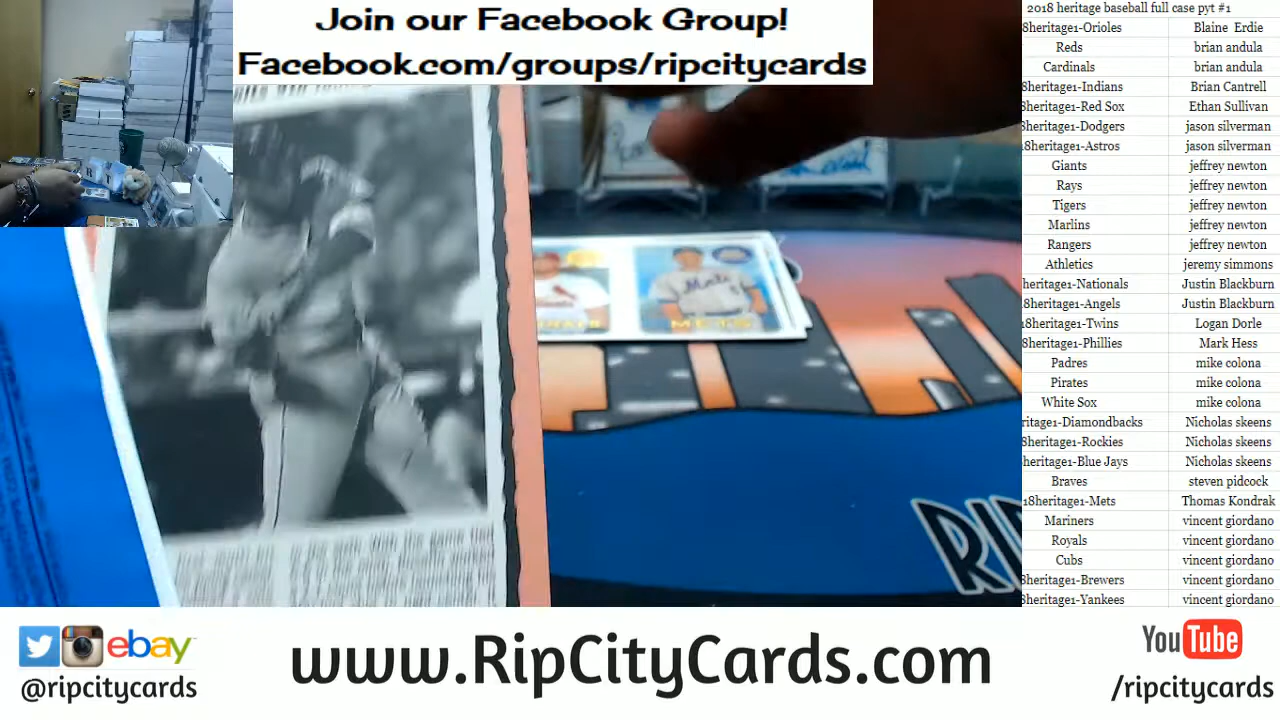 Join our Facebook Group!
Facebook.com/groups/ripcitycards
2018 heritage baseball full case pyt #1
8heritage1-Orioles Blaine Erdie
Reds brian andula
Cardinals brian andula
8heritage1-Indians Brian Cantrell
8heritage1-Red Sox Ethan Sullivan
8heritage1-Dodgers jason silverman
8heritage1-Astros jason silverman
Giants jeffrey newton
Rays jeffrey newton
Tigers jeffrey newton
Marlins jeffrey newton
Rangers jeffrey newton
Athletics jeremy simmons
heritage1-Nationals Justin Blackburn
8heritage1-Angels Justin Blackburn
8heritage1-Twins Logan Dorle
8heritage1-Phillies Mark Hess
Padres mike colona
Pirates mike colona
White Sox mike colona
ritage1-Diamondbacks Nicholas skeens
8heritage1-Rockies Nicholas skeens
heritage1-Blue Jays Nicholas skeens
Braves steven pidcock
18heritage1-Mets Thomas Kondrak
Mariners vincent giordano
Royals vincent giordano
Cubs vincent giordano
8heritage1-Brewers vincent giordano
8heritage1-Yankees vincent giordano
Mets
METS
RIP
ebay
@ripcitycards
www.RipCityCards.com
YouTube
/ripcitycards